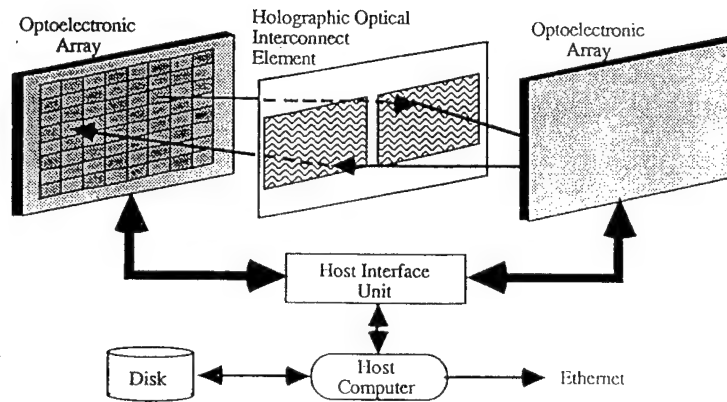 Optoelectronic
Array
Holographic Optical
Interconnect
Element
Optoelectronic
Array
Host Interface
Unit
Disk
Host
Computer
Ethernet